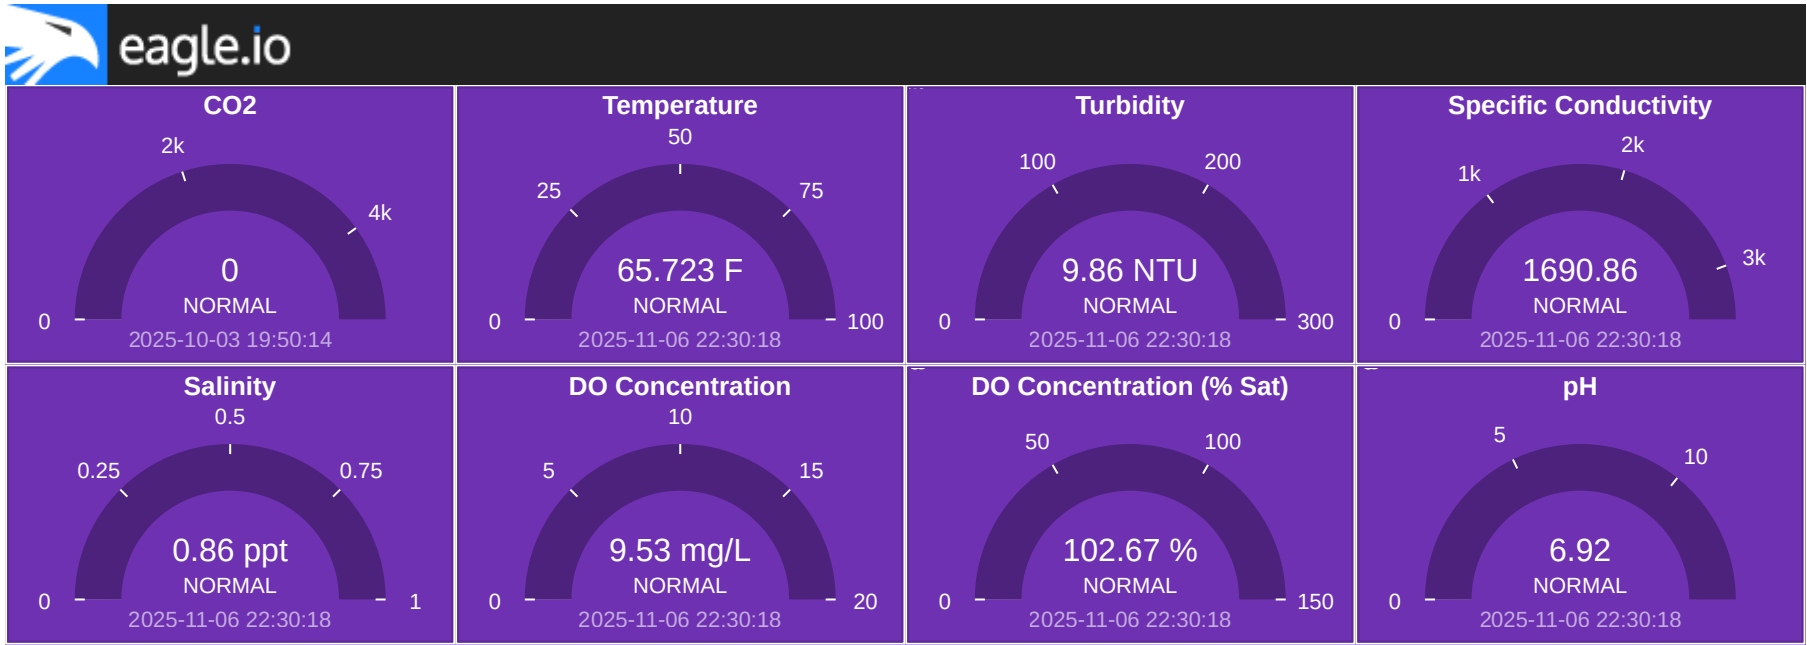 eagle.io
CO2
2k
4k
0
0
NORMAL
2025-10-03 19:50:14
Temperature
50
25
75
65.723 F
NORMAL
0
100
2025-11-06 22:30:18
Turbidity
100
200
9.86 NTU
NORMAL
0
300
2025-11-06 22:30:18
Specific Conductivity
2k
1k
3k
1690.86
NORMAL
0
2025-11-06 22:30:18
Salinity
0.5
0.25
0.75
0.86 ppt
NORMAL
0
1
2025-11-06 22:30:18
DO Concentration
10
5
15
9.53 mg/L
NORMAL
0
20
2025-11-06 22:30:18
DO Concentration (% Sat)
50
100
102.67 %
NORMAL
0
150
2025-11-06 22:30:18
pH
5
10
6.92
NORMAL
0
2025-11-06 22:30:18